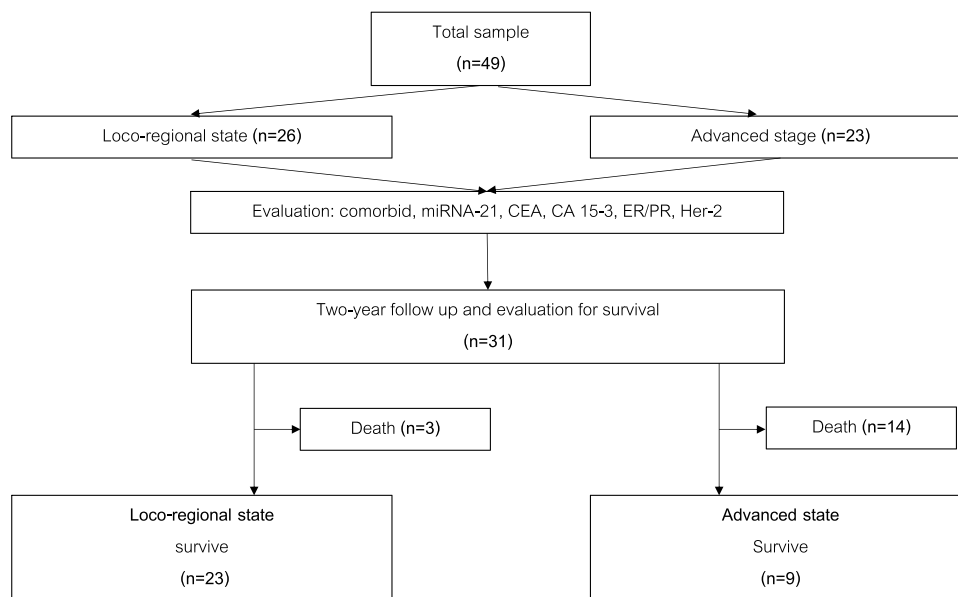 Total sample
(n=49)
Loco-regional state (n=26)
Advanced stage (n=23)
Evaluation: comorbid, miRNA-21, CEA, CA 15-3, ER/PR, Her-2
Two-year follow up and evaluation for survival
(n=31)
Death (n=3)
Death (n=14)
Loco-regional state
survive
(n=23)
Advanced state
Survive
(n=9)